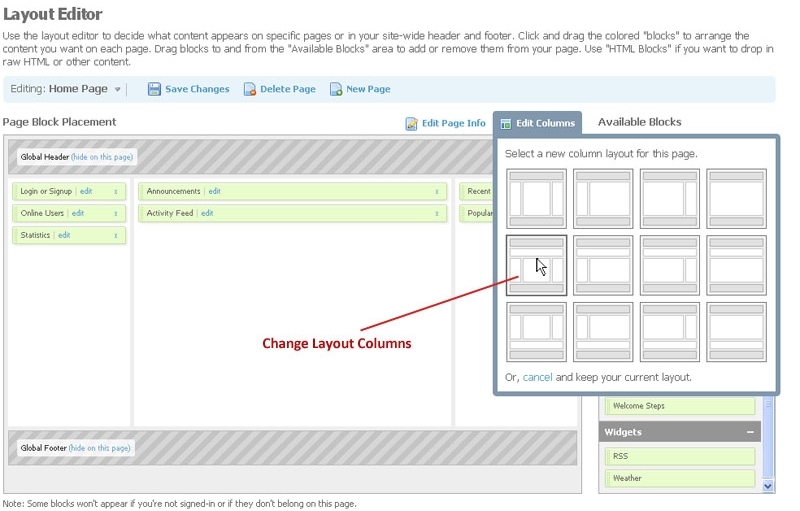 Layout Editor
Use the layout editor to decide what content appears on specific pages or in your site-wide header and footer. Click and drag the colored "blocks" to arrange
the content you want on each page. Drag blocks to and from the "Available Blocks" area to add or remove them from your page. Use "HTML Blocks" if you want to drop in
raw HTML or other content.
Editing: Home Page Save Changes Delete Page New Page
Page Block Placement Edit Page Info Edit Columns Available Blocks
Select a new column layout for this page.
Global Header (hide on this page)
Login or Signup | edit Announcements | edit Recent
Online Users | edit Activity Feed | edit Popular
Statistics | edit
Change Layout Columns
Or, cancel and keep your current layout.
Welcome Steps
Widgets
Global Footer (hide on this page)
RSS
Weather
Note: Some blocks won't appear if you're not signed-in or if they don't belong on this page.